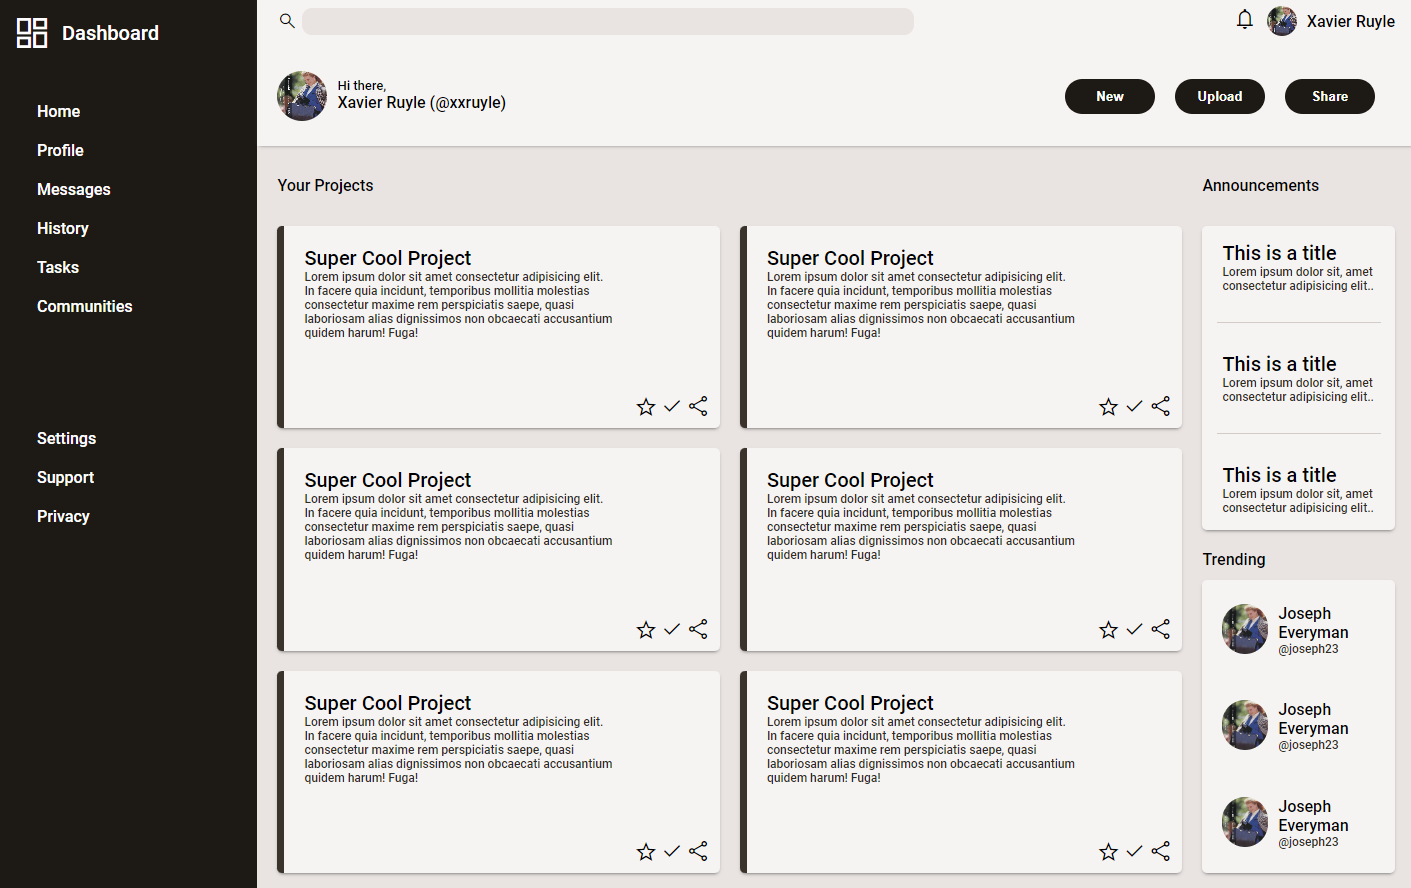 Dashboard
Home
Profile
Messages
History
Tasks
Communities
Settings
Support
Privacy
Xavier Ruyle
Hi there,
Xavier Ruyle (@xxruyle)
New
Upload
Share
Your Projects
Super Cool Project
Lorem ipsum dolor sit amet consectetur adipisicing elit.
In facere quia incidunt, temporibus mollitia molestias
consectetur maxime rem perspiciatis saepe, quasi
laboriosam alias dignissimos non obcaecati accusantium
quidem harum! Fuga!
Super Cool Project
Lorem ipsum dolor sit amet consectetur adipisicing elit.
In facere quia incidunt, temporibus mollitia molestias
consectetur maxime rem perspiciatis saepe, quasi
laboriosam alias dignissimos non obcaecati accusantium
quidem harum! Fuga!
Super Cool Project
Lorem ipsum dolor sit amet consectetur adipisicing elit.
In facere quia incidunt, temporibus mollitia molestias
consectetur maxime rem perspiciatis saepe, quasi
laboriosam alias dignissimos non obcaecati accusantium
quidem harum! Fuga!
Super Cool Project
Lorem ipsum dolor sit amet consectetur adipisicing elit.
In facere quia incidunt, temporibus mollitia molestias
consectetur maxime rem perspiciatis saepe, quasi
laboriosam alias dignissimos non obcaecati accusantium
quidem harum! Fuga!
Super Cool Project
Lorem ipsum dolor sit amet consectetur adipisicing elit.
In facere quia incidunt, temporibus mollitia molestias
consectetur maxime rem perspiciatis saepe, quasi
laboriosam alias dignissimos non obcaecati accusantium
quidem harum! Fuga!
Super Cool Project
Lorem ipsum dolor sit amet consectetur adipisicing elit.
In facere quia incidunt, temporibus mollitia molestias
consectetur maxime rem perspiciatis saepe, quasi
laboriosam alias dignissimos non obcaecati accusantium
quidem harum! Fuga!
Announcements
This is a title
Lorem ipsum dolor sit, amet
consectetur adipisicing elit..
This is a title
Lorem ipsum dolor sit, amet
consectetur adipisicing elit..
This is a title
Lorem ipsum dolor sit, amet
consectetur adipisicing elit..
Trending
Joseph
Everyman
@joseph23
Joseph
Everyman
@joseph23
Joseph
Everyman
@joseph23